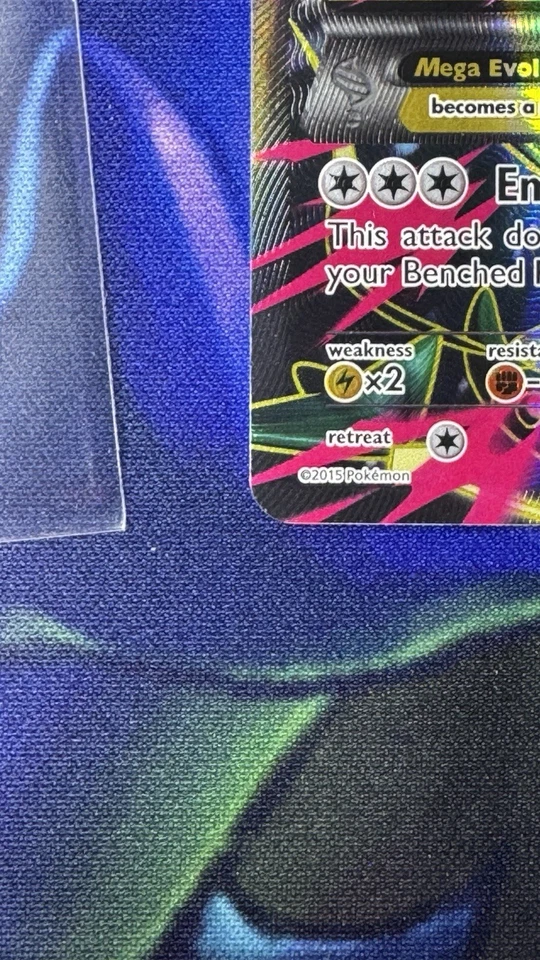 Mega Evol
becomes a
En
This attack do
your Benched
weakness
resista
×2
retreat
©2015 Pokémon